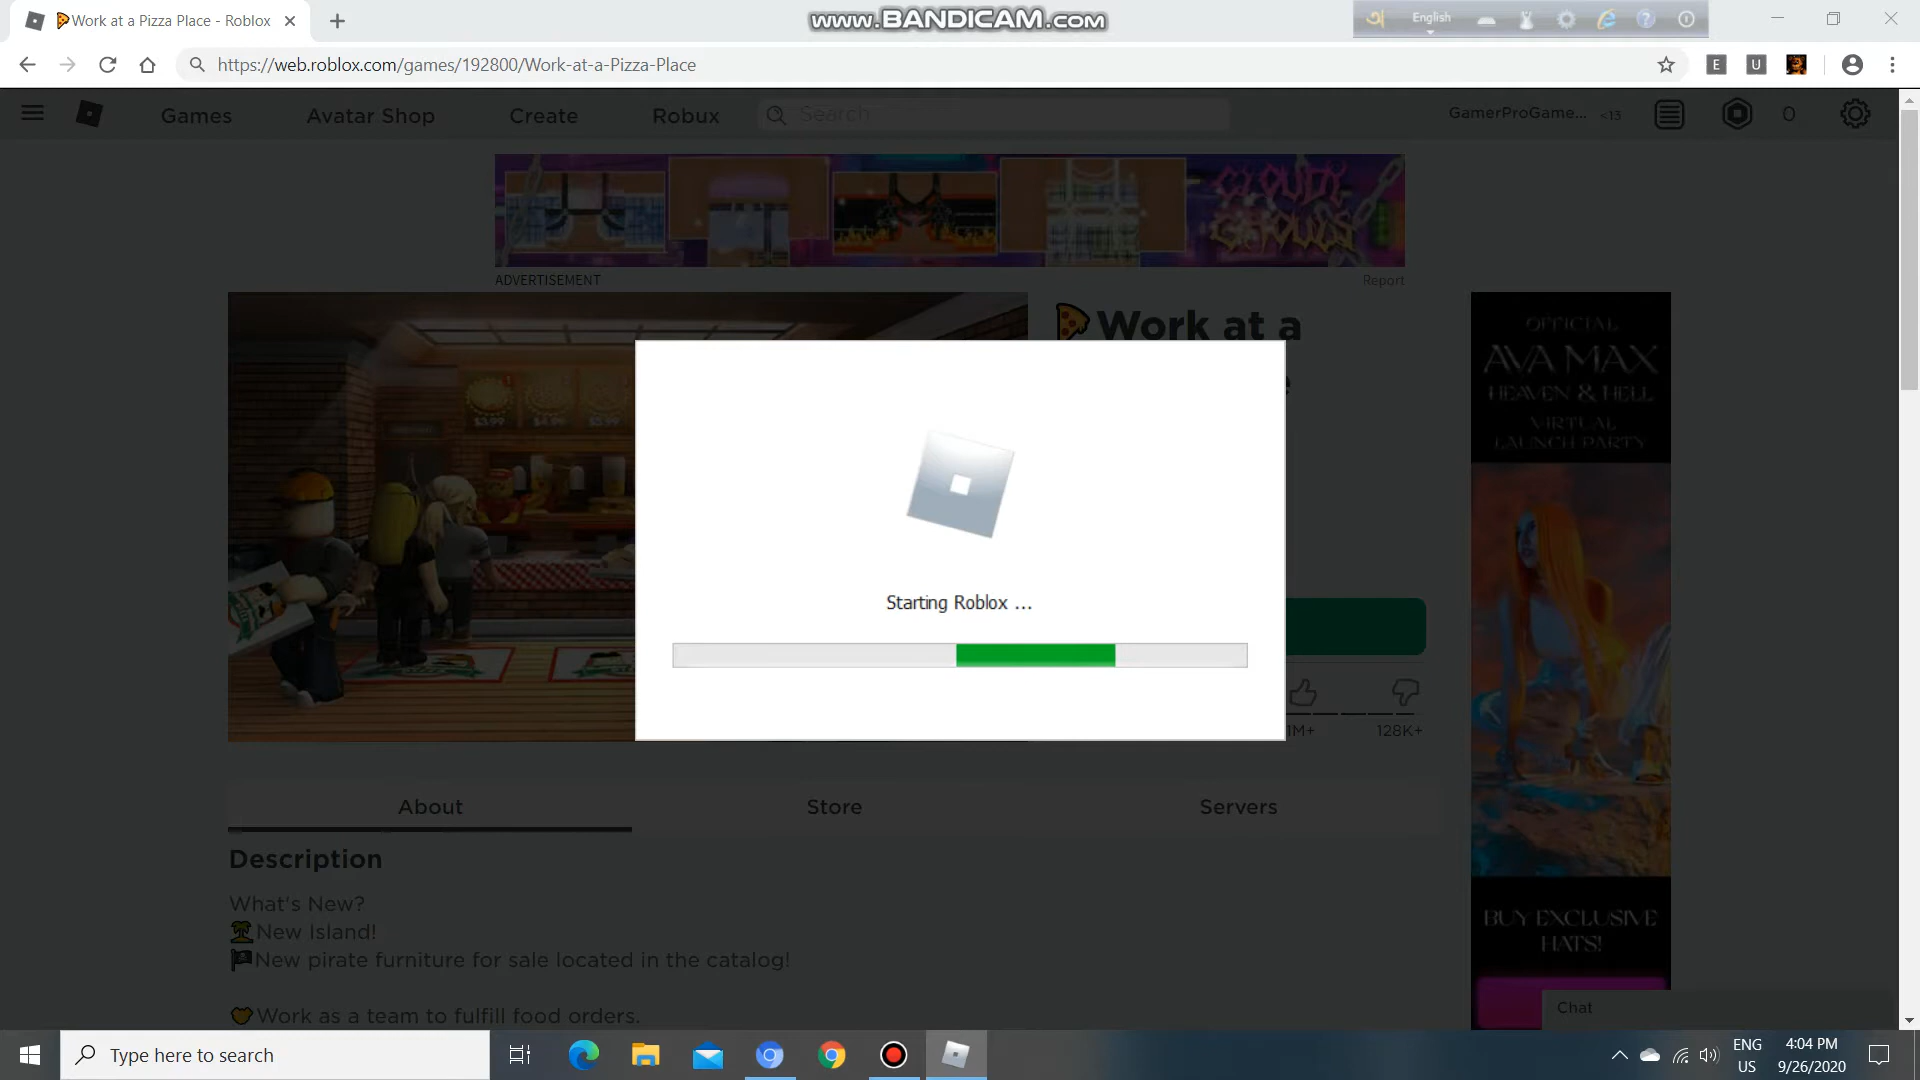 Work at a Pizza Place - Roblox
www.BANDICAM.com
English
https://web.roblox.com/games/192800/Work-at-a-Pizza-Place
E
U
Games
Avatar Shop
Create
Robux
Search
GamerProGame... <13
0
CLOUDY
GHOULS
ADVERTISEMENT
Report
Work at a
OFFICIAL
AVA MAX
HEAVEN & HELL
VIRTUAL
LAUNCH PARTY
Starting Roblox ...
1M+
128K+
About
Store
Servers
Description
What's New?
New Island!
New pirate furniture for sale located in the catalog!
Work as a team to fulfill food orders.
BUY EXCLUSIVE
HATS!
Chat
Type here to search
ENG
US
4:04 PM
9/26/2020